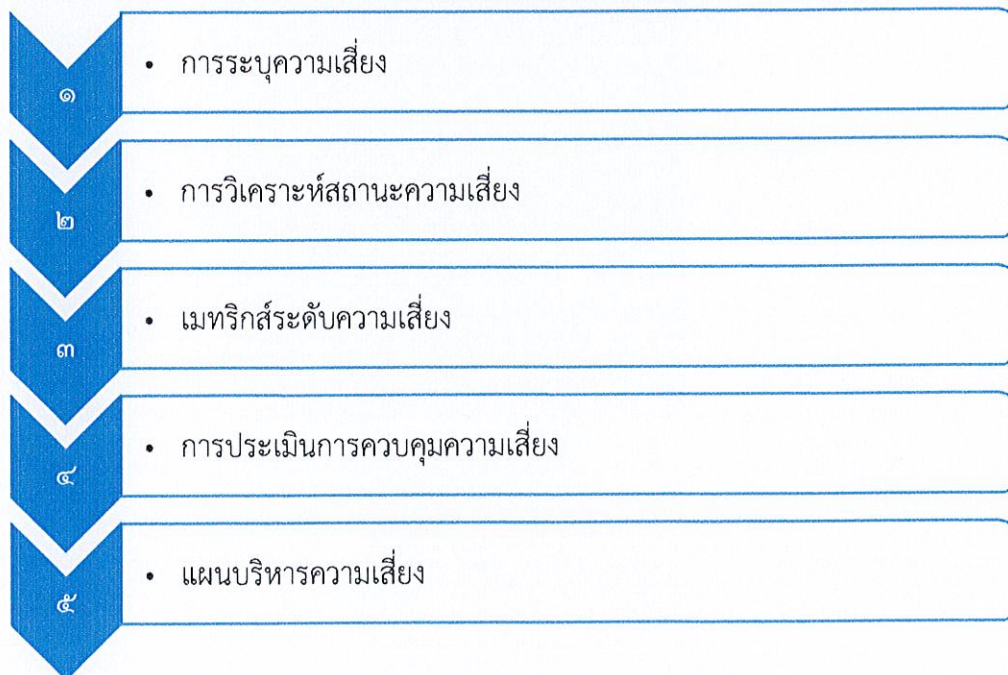 ๑
• การระบุความเสี่ยง
๒
• การวิเคราะห์สถานะความเสี่ยง
๓
• เมทริกส์ระดับความเสี่ยง
๔
• การประเมินการควบคุมความเสี่ยง
๕
• แผนบริหารความเสี่ยง